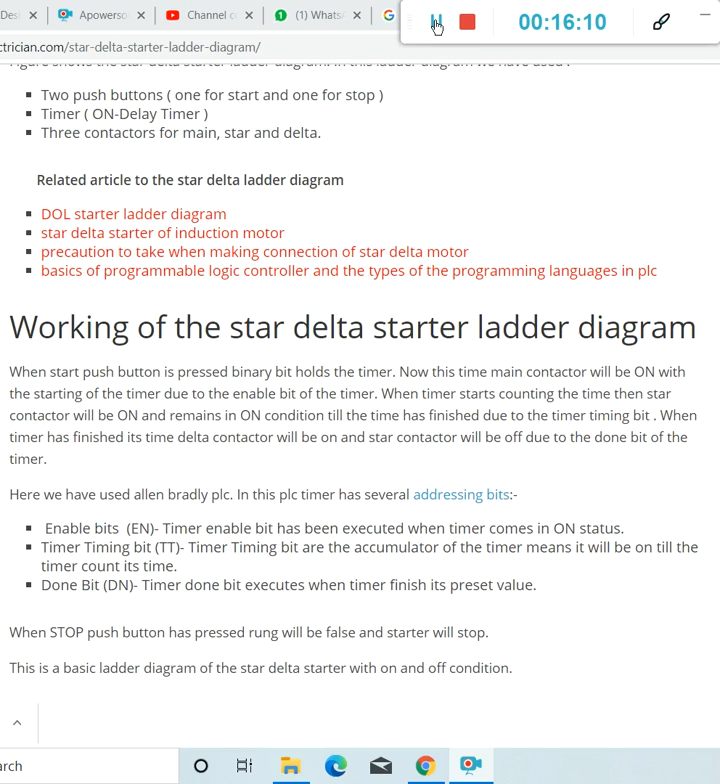 Apowerso
Channel
(1) Whats
00:16:10
ctrician.com/star-delta-starter-ladder-diagram/
Two push buttons ( one for start and one for stop )
Timer ( ON-Delay Timer )
Three contactors for main, star and delta.
Related article to the star delta ladder diagram
DOL starter ladder diagram
star delta starter of induction motor
precaution to take when making connection of star delta motor
basics of programmable logic controller and the types of the programming languages in plc
Working of the star delta starter ladder diagram
When start push button is pressed binary bit holds the timer. Now this time main contactor will be ON with
the starting of the timer due to the enable bit of the timer. When timer starts counting the time then star
contactor will be ON and remains in ON condition till the time has finished due to the timer timing bit . When
timer has finished its time delta contactor will be on and star contactor will be off due to the done bit of the
timer.
Here we have used allen bradly plc. In this plc timer has several addressing bits:-
Enable bits (EN)- Timer enable bit has been executed when timer comes in ON status.
Timer Timing bit (TT)- Timer Timing bit are the accumulator of the timer means it will be on till the
timer count its time.
Done Bit (DN)- Timer done bit executes when timer finish its preset value.
When STOP push button has pressed rung will be false and starter will stop.
This is a basic ladder diagram of the star delta starter with on and off condition.
arch